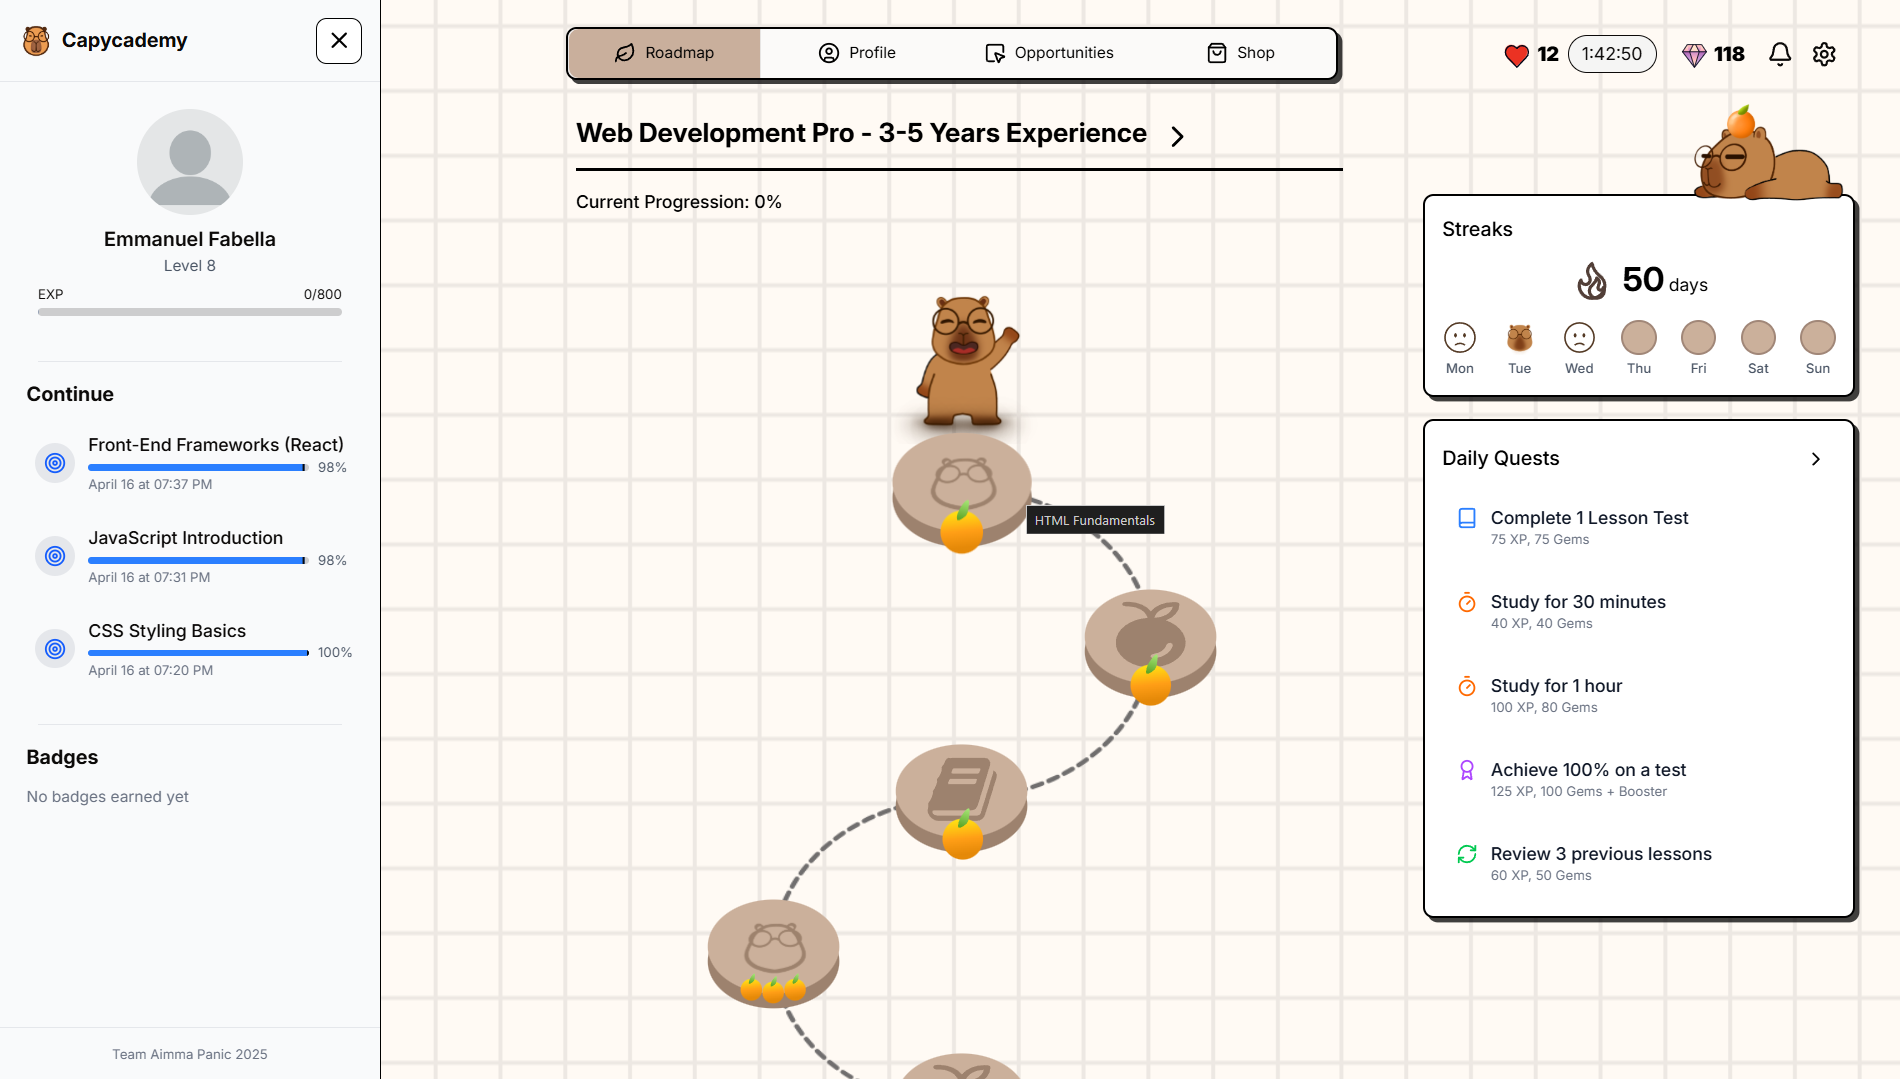 Capycademy
Emmanuel Fabella
Level 8
EXP 0/800
Continue
Front-End Frameworks (React)
98%
April 16 at 07:37 PM
JavaScript Introduction
98%
April 16 at 07:31 PM
CSS Styling Basics
100%
April 16 at 07:20 PM
Badges
No badges earned yet
Team Aimma Panic 2025
Roadmap Profile Opportunities Shop
12 1:42:50 118
Web Development Pro - 3-5 Years Experience
Current Progression: 0%
HTML Fundamentals
Streaks
50 days
Mon Tue Wed Thu Fri Sat Sun
Daily Quests
Complete 1 Lesson Test
75 XP, 75 Gems
Study for 30 minutes
40 XP, 40 Gems
Study for 1 hour
100 XP, 80 Gems
Achieve 100% on a test
125 XP, 100 Gems + Booster
Review 3 previous lessons
60 XP, 50 Gems